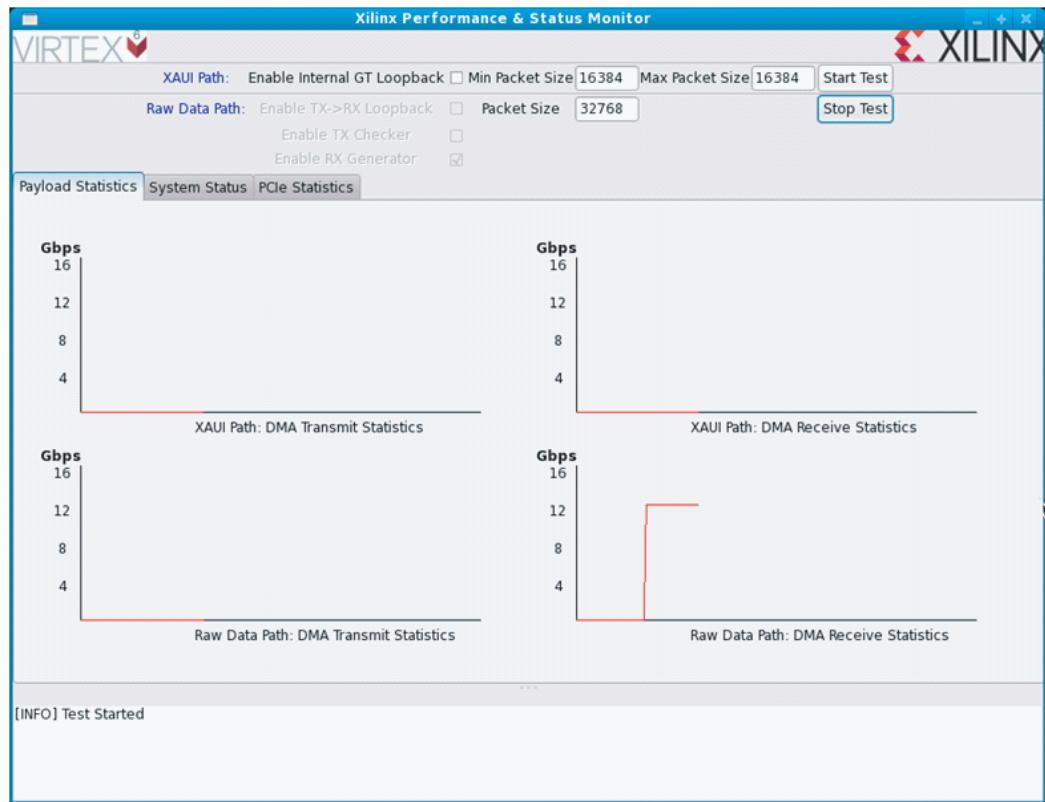 Xilinx Performance & Status Monitor
VIRTEX 6
XILINX
XAUI Path: Enable Internal GT Loopback Min Packet Size 16384 Max Packet Size 16384 Start Test
Raw Data Path: Enable TX->RX Loopback Packet Size 32768 Stop Test
Enable TX Checker
Enable RX Generator
Payload Statistics System Status PCIe Statistics
Gbps
16
12
8
4
XAUI Path: DMA Transmit Statistics
Gbps
16
12
8
4
XAUI Path: DMA Receive Statistics
Gbps
16
12
8
4
Raw Data Path: DMA Transmit Statistics
Gbps
16
12
8
4
Raw Data Path: DMA Receive Statistics
[INFO] Test Started